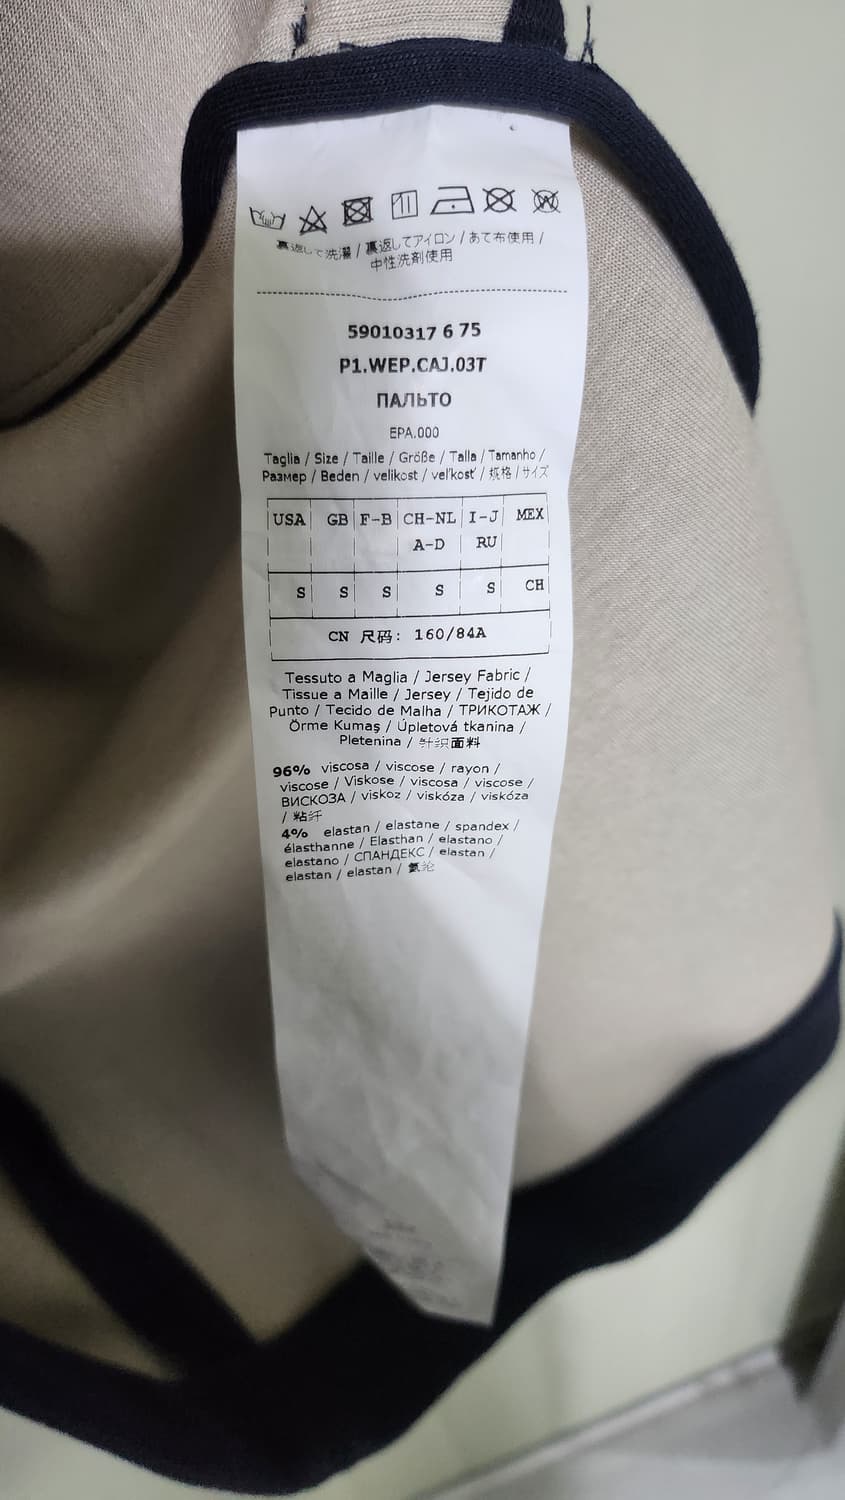 裏返して洗濯 / 裏返してアイロン / あて布使用 /
中性洗剤使用
59010317 6 75
P1.WEP.CAJ.03T
ПАЛЬТО
EPA.000
Taglia / Size / Taille / Größe / Talla / Tamanho /
Размер / Beden / velikost / veľkosť / 规格 / サイズ
USA GB F-B CH-NL I-J MEX
A-D RU
S S S S S CH
CN 尺码: 160/84A
Tessuto a Maglia / Jersey Fabric /
Tissue a Maille / Jersey / Tejido de
Punto / Tecido de Malha / ТРИКОТАЖ /
Örme Kumaş / Úpletová tkanina /
Pletenina / 针织面料
96% viscosa / viscose / rayon /
viscose / Viskose / viscosa / viscose /
ВИСКОЗА / viskoz / viskóza / viskóza
/ 粘纤
4% elastan / elastane / spandex /
élasthanne / Elasthan / elastano /
elastano / СПАНДЕКС / elastan /
elastan / elastan / 氨纶